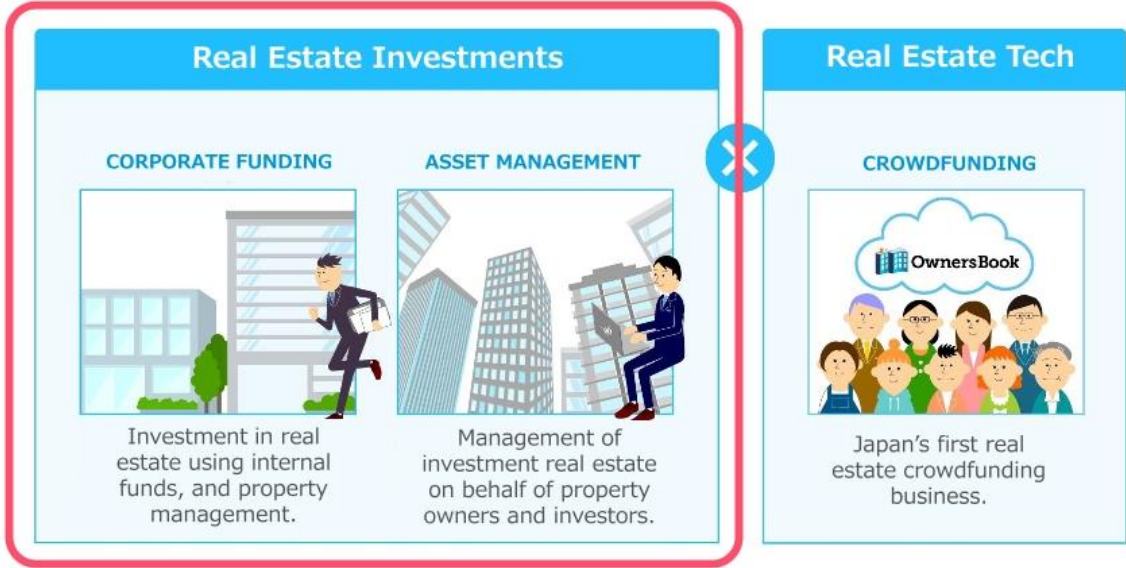 Real Estate Investments
Real Estate Tech
CORPORATE FUNDING
ASSET MANAGEMENT
CROWDFUNDING
OwnersBook
Investment in real
estate using internal
funds, and property
management.
Management of
investment real estate
on behalf of property
owners and investors.
Japan’s first real
estate crowdfunding
business.